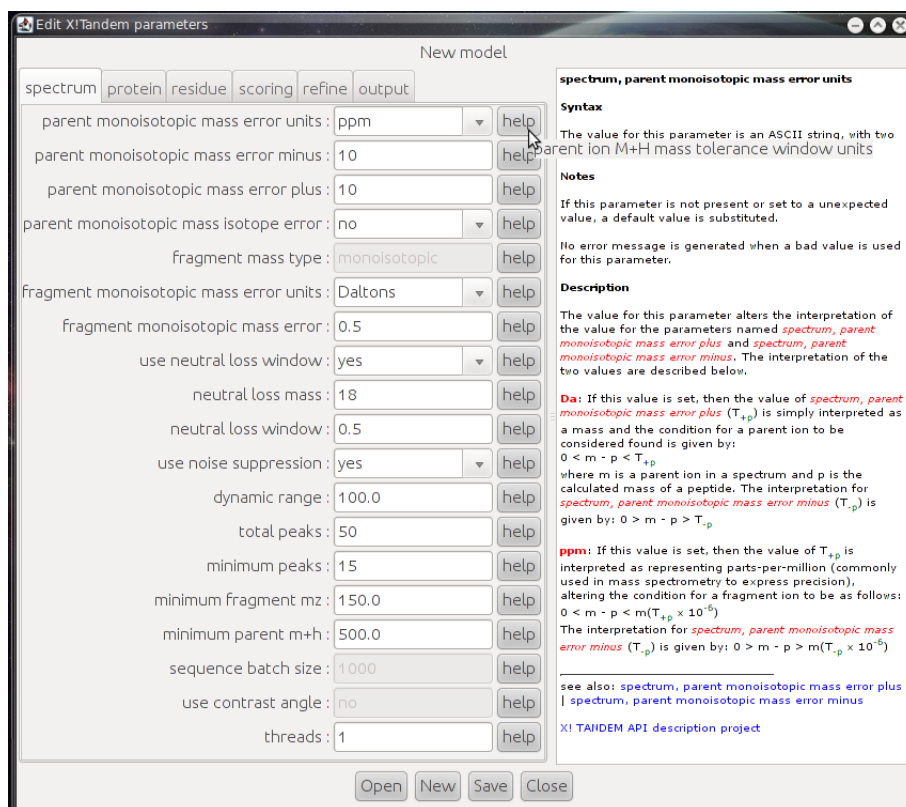 Edit X!Tandem parameters
New model
spectrum protein residue scoring refine output
parent monoisotopic mass error units : ppm help
parent monoisotopic mass error minus : 10 help
parent monoisotopic mass error plus : 10 help
parent monoisotopic mass isotope error : no help
fragment mass type : monoisotopic help
fragment monoisotopic mass error units : Daltons help
fragment monoisotopic mass error : 0.5 help
use neutral loss window : yes help
neutral loss mass : 18 help
neutral loss window : 0.5 help
use noise suppression : yes help
dynamic range : 100.0 help
total peaks : 50 help
minimum peaks : 15 help
minimum fragment mz : 150.0 help
minimum parent m+h : 500.0 help
sequence batch size : 1000 help
use contrast angle : no help
threads : 1 help
spectrum, parent monoisotopic mass error units
Syntax
The value for this parameter is an ASCII string, with two
parent ion M+H mass tolerance window units
Notes
If this parameter is not present or set to a unexpected
value, a default value is substituted.
No error message is generated when a bad value is used
for this parameter.
Description
The value for this parameter alters the interpretation of
the value for the parameters named spectrum, parent
monoisotopic mass error plus and spectrum, parent
monoisotopic mass error minus. The interpretation of the
two values are described below.
Da: If this value is set, then the value of spectrum, parent
monoisotopic mass error plus (T+p) is simply interpreted as
a mass and the condition for a parent ion to be
considered found is given by:
0 < m - p < T+p
where m is a parent ion in a spectrum and p is the
calculated mass of a peptide. The interpretation for
spectrum, parent monoisotopic mass error minus (T-p) is
given by: 0 > m - p > T-p
ppm: If this value is set, then the value of T+p is
interpreted as representing parts-per-million (commonly
used in mass spectrometry to express precision),
altering the condition for a fragment ion to be as follows:
0 < m - p < m(T+p x 10-6)
The interpretation for spectrum, parent monoisotopic mass
error minus (T-p) is given by: 0 > m - p > m(T-p x 10-6)
see also: spectrum, parent monoisotopic mass error plus
| spectrum, parent monoisotopic mass error minus
X! TANDEM API description project
Open New Save Close